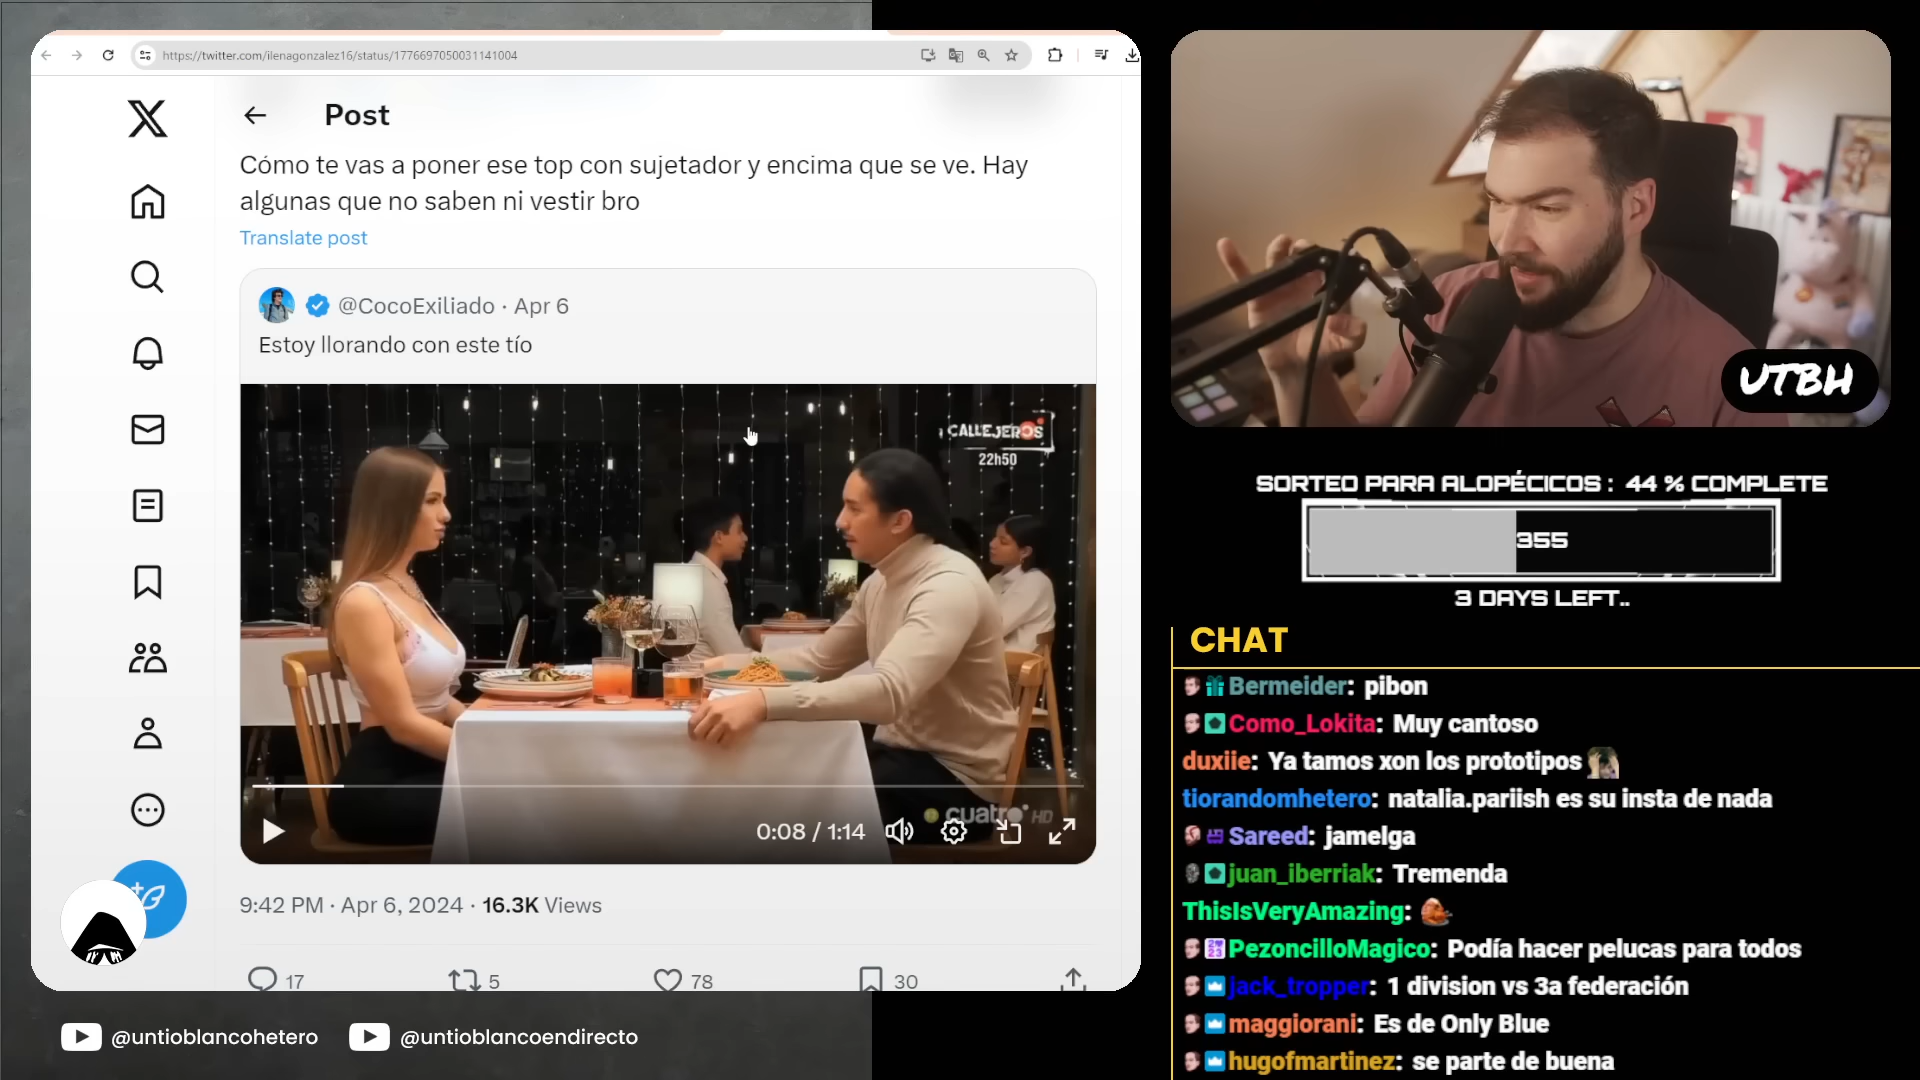 https://twitter.com/ilenagonzalez16/status/1776697050031141004
Post
Cómo te vas a poner ese top con sujetador y encima que se ve. Hay
algunas que no saben ni vestir bro
Translate post
@CocoExiliado · Apr 6
Estoy llorando con este tío
CALLEJEROS
22h50
cuatro HD
0:08 / 1:14
9:42 PM · Apr 6, 2024 · 16.3K Views
17
5
78
30
@untioblancohetero
@untioblancoendirecto
UTBH
SORTEO PARA ALOPÉCICOS : 44 % COMPLETE
355
3 DAYS LEFT..
CHAT
Bermeider: pibon
Como_Lokita: Muy cantoso
duxiie: Ya tamos xon los prototipos
tiorandomhetero: natalia.pariish es su insta de nada
Sareed: jamelga
juan_iberriak: Tremenda
ThisIsVeryAmazing:
PezoncilloMagico: Podía hacer pelucas para todos
jack_tropper: 1 division vs 3a federación
maggiorani: Es de Only Blue
hugofmartinez: se parte de buena